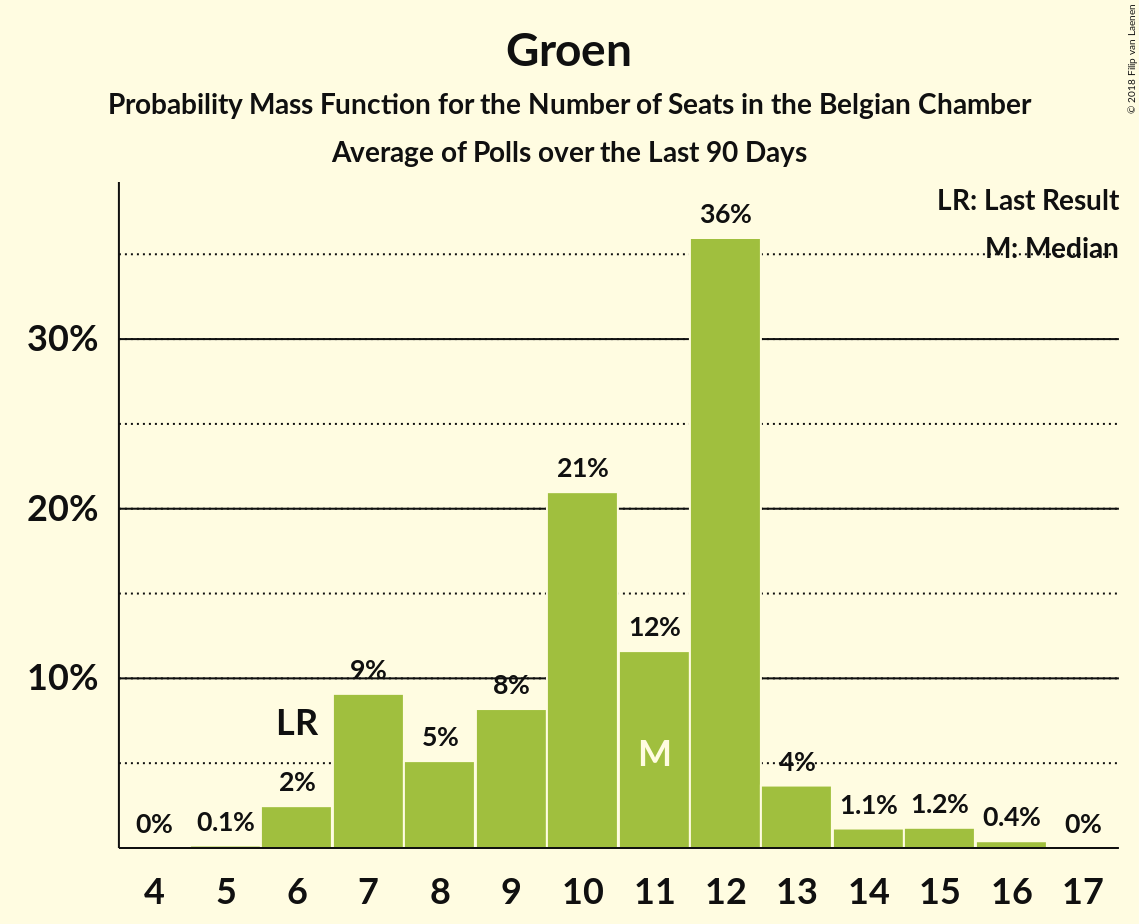 Groen
Probability Mass Function for the Number of Seats in the Belgian Chamber
Average of Polls over the Last 90 Days
© 2018 Filip van Laenen
LR: Last Result
M: Median
36%
30%
21%
20%
12%
10%
9%
8%
LR
5%
M
2%
4%
0%
0.1%
1.1%
1.2%
0.4%
0%
4 5 6 7 8 9 10 11 12 13 14 15 16 17